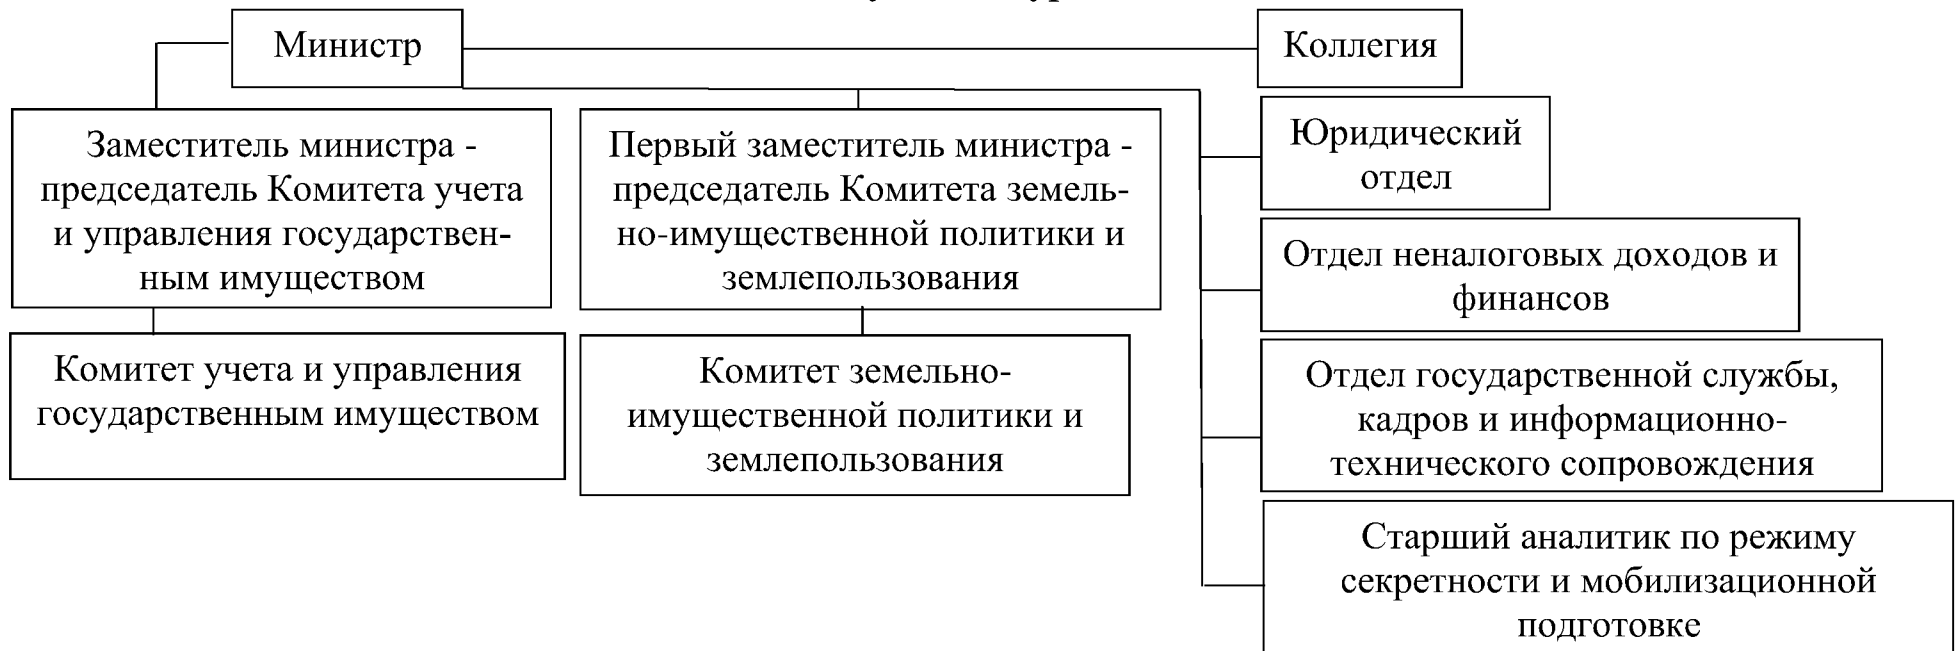 Министр
Коллегия
Заместитель министра -
председатель Комитета учета
и управления государствен-
ным имуществом
Первый заместитель министра -
председатель Комитета земель-
но-имущественной политики и
землепользования
Юридический
отдел
Отдел неналоговых доходов и
финансов
Комитет учета и управления
государственным имуществом
Комитет земельно-
имущественной политики и
землепользования
Отдел государственной службы,
кадров и информационно-
технического сопровождения
Старший аналитик по режиму
секретности и мобилизационной
подготовке